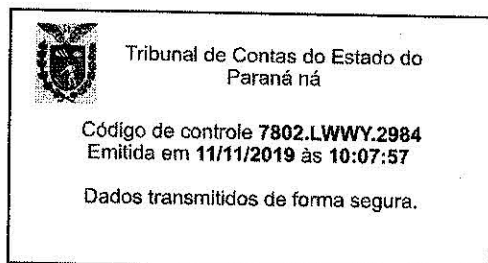 Tribunal de Contas do Estado do
Paraná ná
Código de controle 7802.LWWY.2984
Emitida em 11/11/2019 às 10:07:57
Dados transmitidos de forma segura.